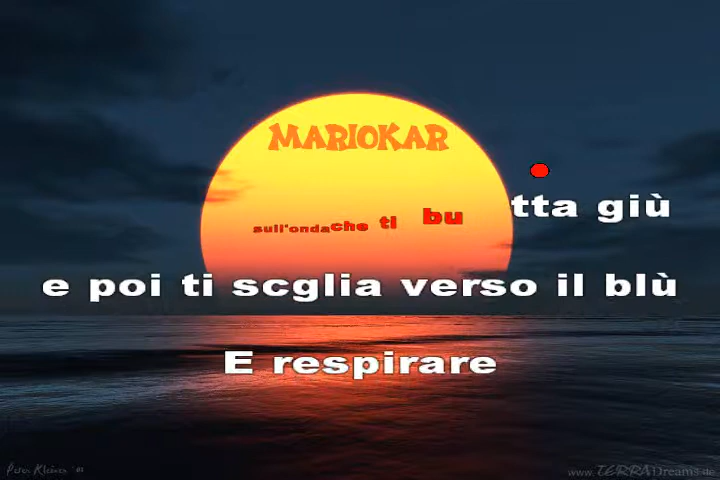 MARIOKAR
sull'onda che ti bu tta giù
e poi ti scglia verso il blù
E respirare
Peter Kleiner
www.TERRADreams.de